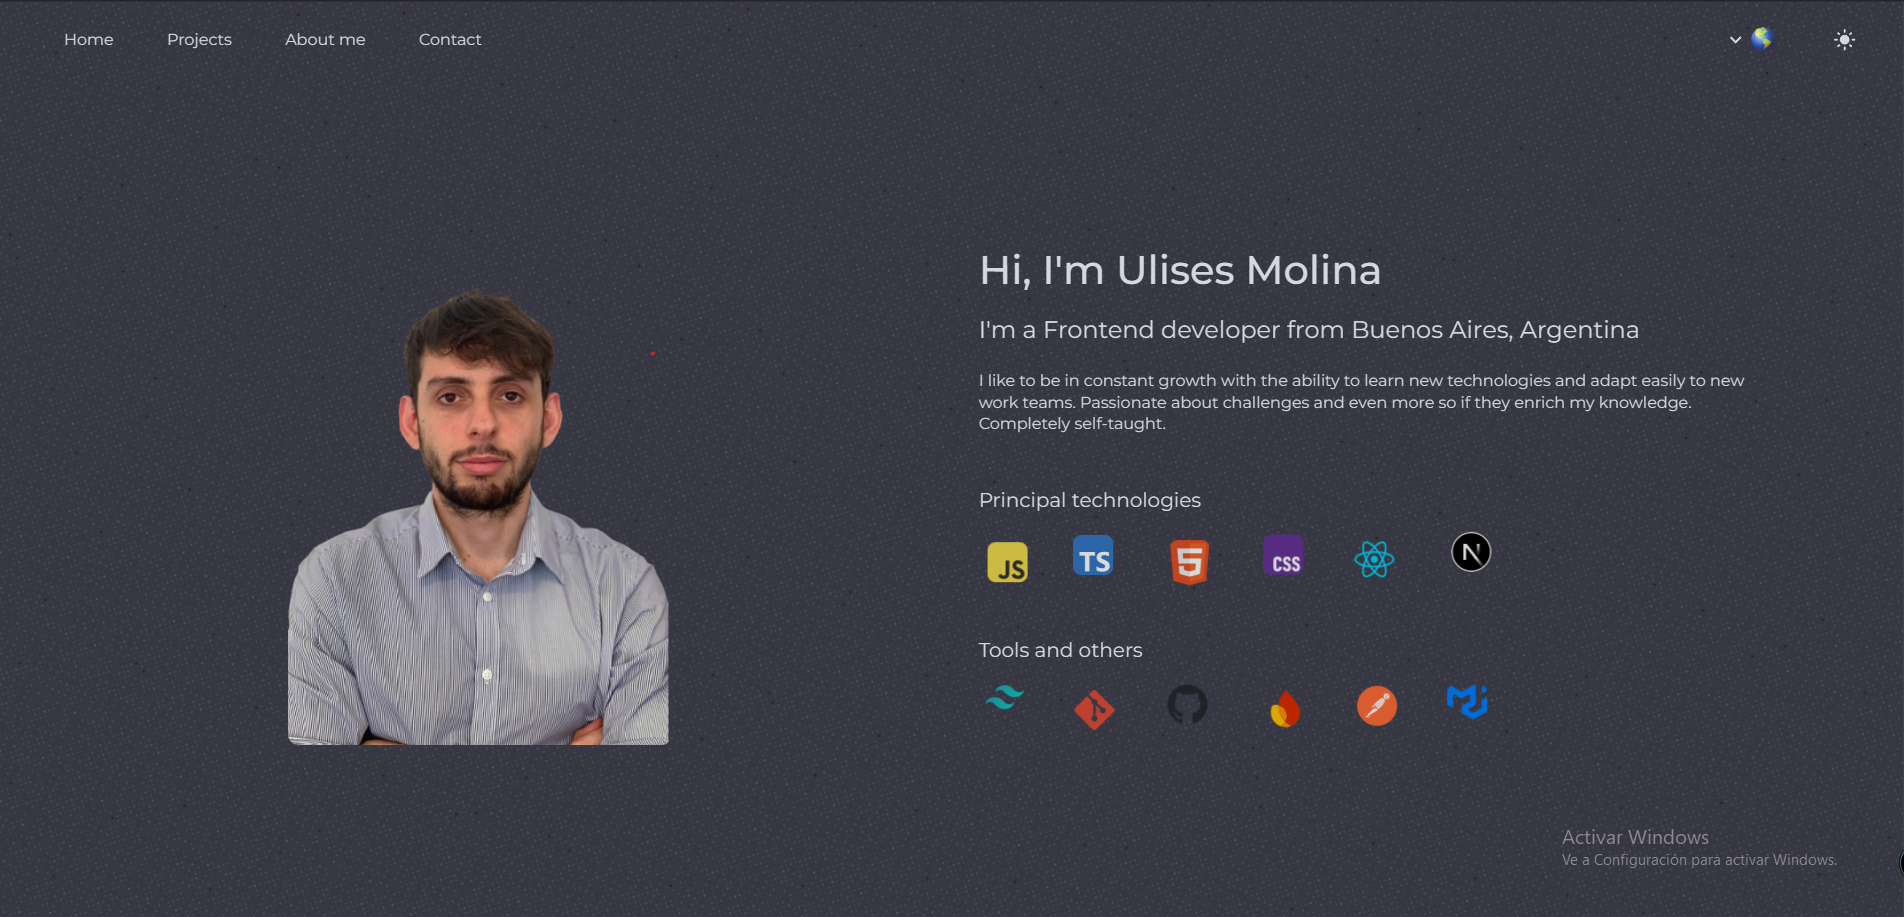 Home Projects About me Contact
Hi, I'm Ulises Molina
I'm a Frontend developer from Buenos Aires, Argentina
I like to be in constant growth with the ability to learn new technologies and adapt easily to new
work teams. Passionate about challenges and even more so if they enrich my knowledge.
Completely self-taught.
Principal technologies
JS TS 5 CSS N
Tools and others
Activar Windows
Ve a Configuración para activar Windows.